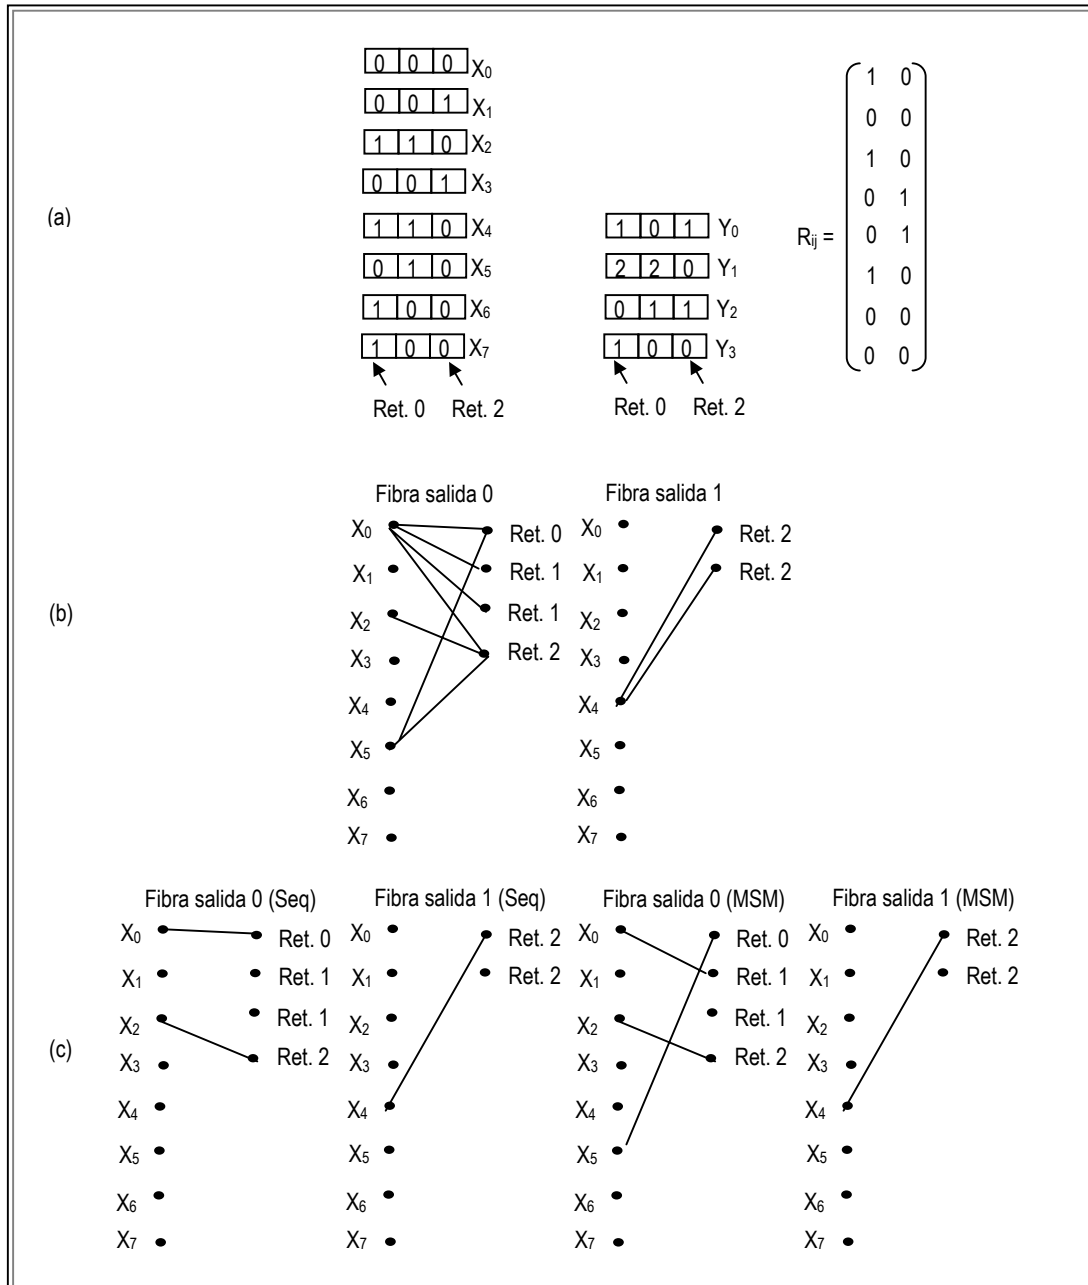 (a)
0 0 0 X0
0 0 1 X1
1 1 0 X2
0 0 1 X3
1 1 0 X4
0 1 0 X5
1 0 0 X6
1 0 0 X7
Ret. 0 Ret. 2
1 0 1 Y0
2 2 0 Y1
0 1 1 Y2
1 0 0 Y3
Ret. 0 Ret. 2
Rij =
1 0
0 0
1 0
0 1
0 1
1 0
0 0
0 0
(b)
Fibra salida 0
X0
X1
X2
X3
X4
X5
X6
X7
Ret. 0
Ret. 1
Ret. 1
Ret. 2
Fibra salida 1
X0
X1
X2
X3
X4
X5
X6
X7
Ret. 2
Ret. 2
(c)
Fibra salida 0 (Seq)
X0
X1
X2
X3
X4
X5
X6
X7
Ret. 0
Ret. 1
Ret. 1
Ret. 2
Fibra salida 1 (Seq)
X0
X1
X2
X3
X4
X5
X6
X7
Ret. 2
Ret. 2
Fibra salida 0 (MSM)
X0
X1
X2
X3
X4
X5
X6
X7
Ret. 0
Ret. 1
Ret. 1
Ret. 2
Fibra salida 1 (MSM)
X0
X1
X2
X3
X4
X5
X6
X7
Ret. 2
Ret. 2